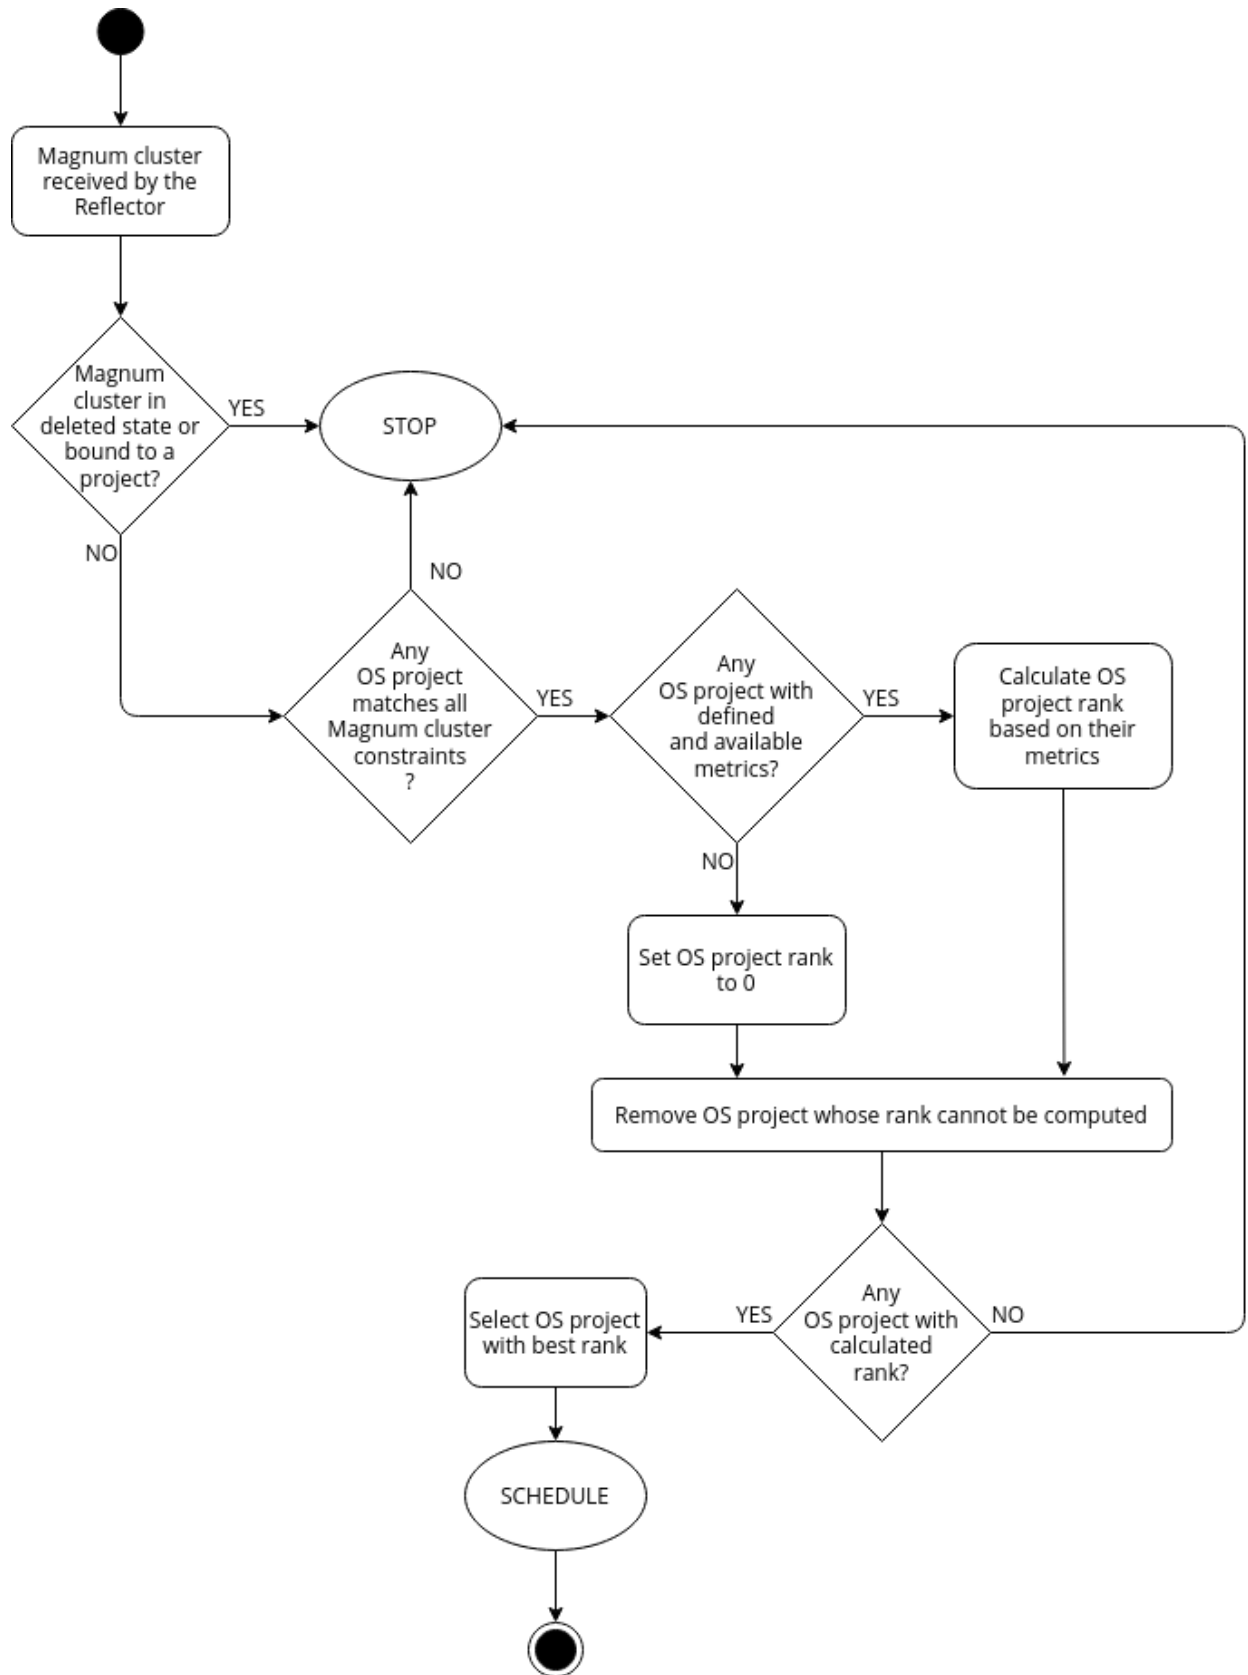 Magnum cluster
received by the
Reflector
Magnum
cluster in
deleted state or
bound to a
project?
YES
STOP
NO
NO
Any
OS project
matches all
Magnum cluster
constraints
?
YES
Any
OS project with
defined
and available
metrics?
YES
Calculate OS
project rank
based on their
metrics
NO
Set OS project rank
to 0
Remove OS project whose rank cannot be computed
Any
OS project with
calculated
rank?
YES
NO
Select OS project
with best rank
SCHEDULE